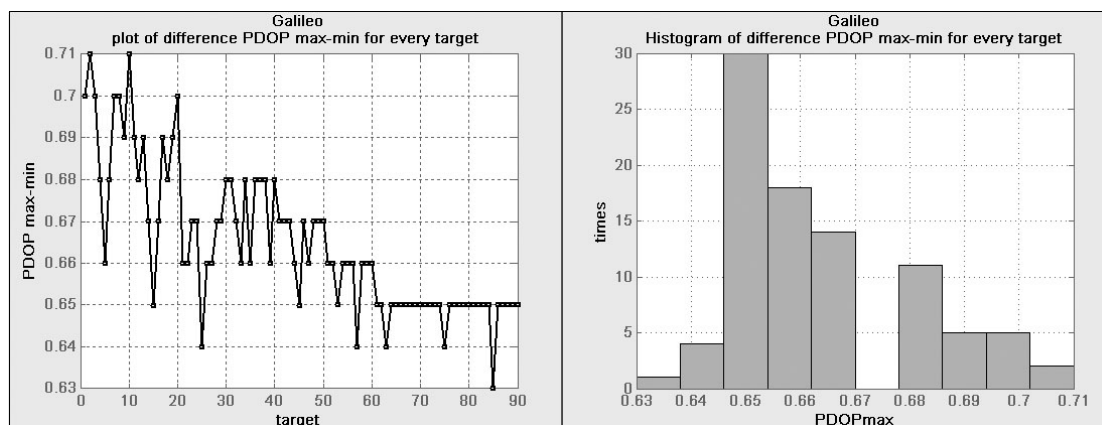 Galileo
plot of difference PDOP max-min for every target
PDOP max-min
0.71
0.7
0.69
0.68
0.67
0.66
0.65
0.64
0.63
0 10 20 30 40 50 60 70 80 90
target
Galileo
Histogram of difference PDOP max-min for every target
times
30
25
20
15
10
5
0
0.63 0.64 0.65 0.66 0.67 0.68 0.69 0.7 0.71
PDOPmax